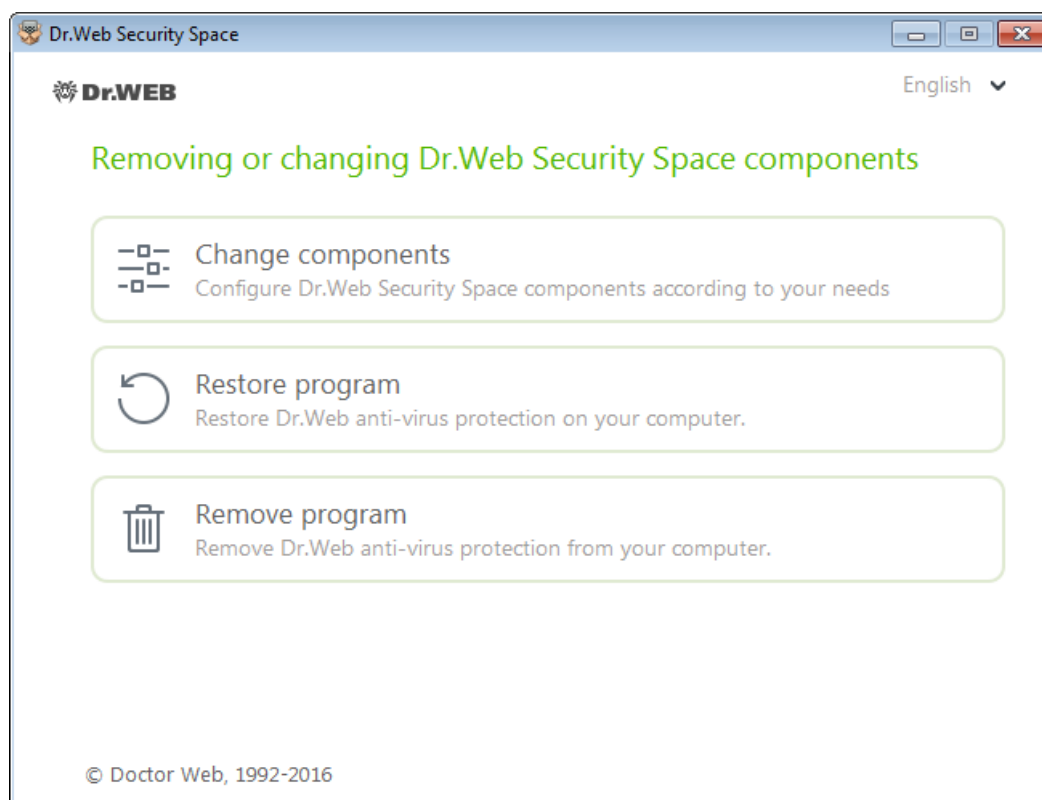 Dr.Web Security Space
Dr.WEB
English
Removing or changing Dr.Web Security Space components
Change components
Configure Dr.Web Security Space components according to your needs
Restore program
Restore Dr.Web anti-virus protection on your computer.
Remove program
Remove Dr.Web anti-virus protection from your computer.
© Doctor Web, 1992-2016